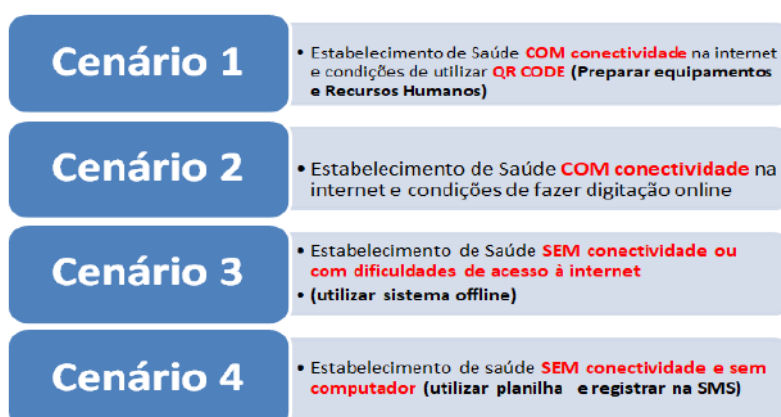 Cenário 1
• Estabelecimento de Saúde COM conectividade na internet
e condições de utilizar QR CODE (Preparar equipamentos
e Recursos Humanos)
Cenário 2
• Estabelecimento de Saúde COM conectividade na
internet e condições de fazer digitação online
Cenário 3
• Estabelecimento de Saúde SEM conectividade ou
com dificuldades de acesso à internet
• (utilizar sistema offline)
Cenário 4
• Estabelecimento de saúde SEM conectividade e sem
computador (utilizar planilha e registrar na SMS)